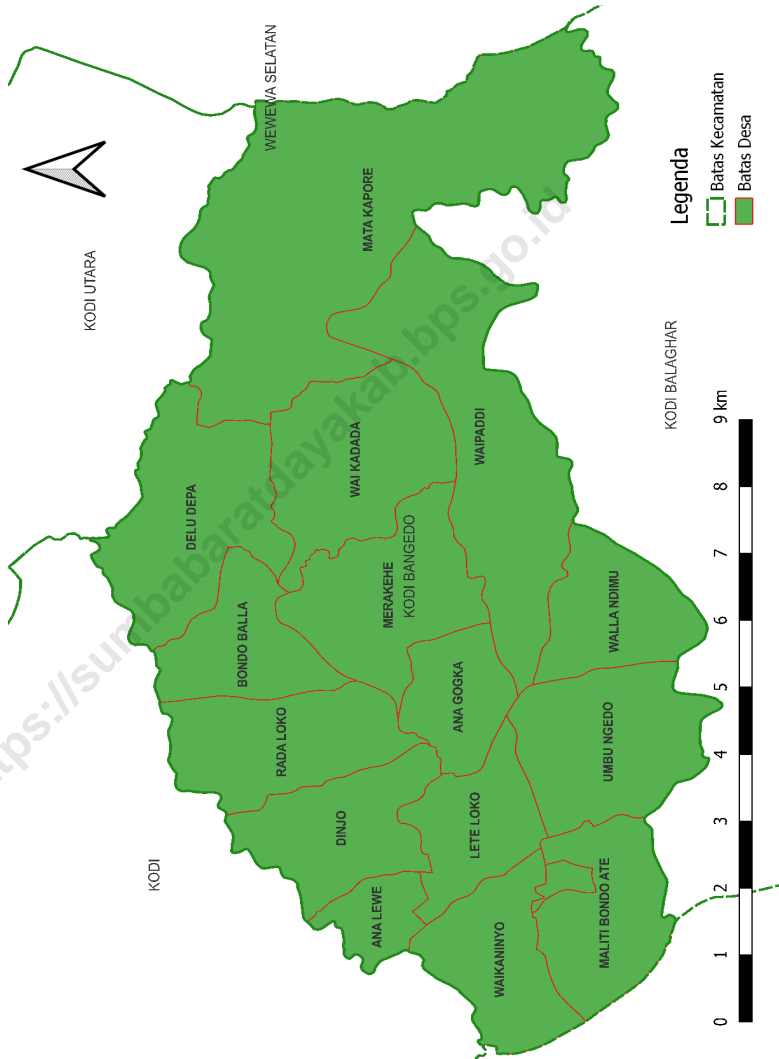 KODI UTARA
WEWEWA SELATAN
MATA KAPORE
DELU DEPA
WAI KADADA
WAIPADDI
BONDO BALLA
MERAKEHE
KODI BANGEDO
RADA LOKO
ANA GOGKA
WALLA NDIMU
KODI
DINJO
LETE LOKO
UMBU NGEDO
ANA LEWE
WAIKANINYO
MALITI BONDO ATE
KODI BALAGHAR
Legenda
Batas Kecamatan
Batas Desa
0 1 2 3 4 5 6 7 8 9 km
tps://sumbabaratdayakab.bps.go.id